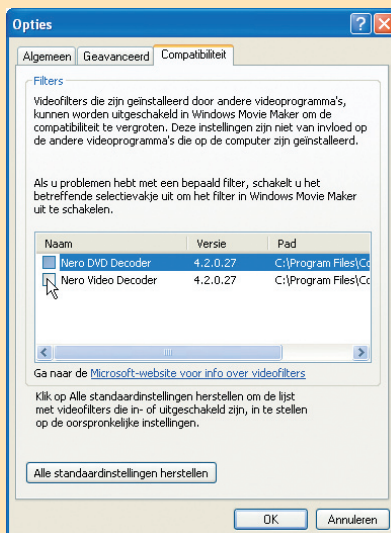 Opties
Algemeen Geavanceerd Compatibiliteit
Filters
Videofilters die zijn geïnstalleerd door andere videoprogramma's,
kunnen worden uitgeschakeld in Windows Movie Maker om de
compatibiliteit te vergroten. Deze instellingen zijn niet van invloed op
de andere videoprogramma's die op de computer zijn geïnstalleerd.
Als u problemen hebt met een bepaald filter, schakelt u het
betreffende selectievakje uit om het filter in Windows Movie Maker
uit te schakelen.
Naam Versie Pad
Nero DVD Decoder 4.2.0.27 C:\Program Files\Co
Nero Video Decoder 4.2.0.27 C:\Program Files\Co
Ga naar de Microsoft-website voor info over videofilters
Klik op Alle standaardinstellingen herstellen om de lijst
met videofilters die in- of uitgeschakeld zijn, in te stellen
op de oorspronkelijke instellingen.
Alle standaardinstellingen herstellen
OK Annuleren